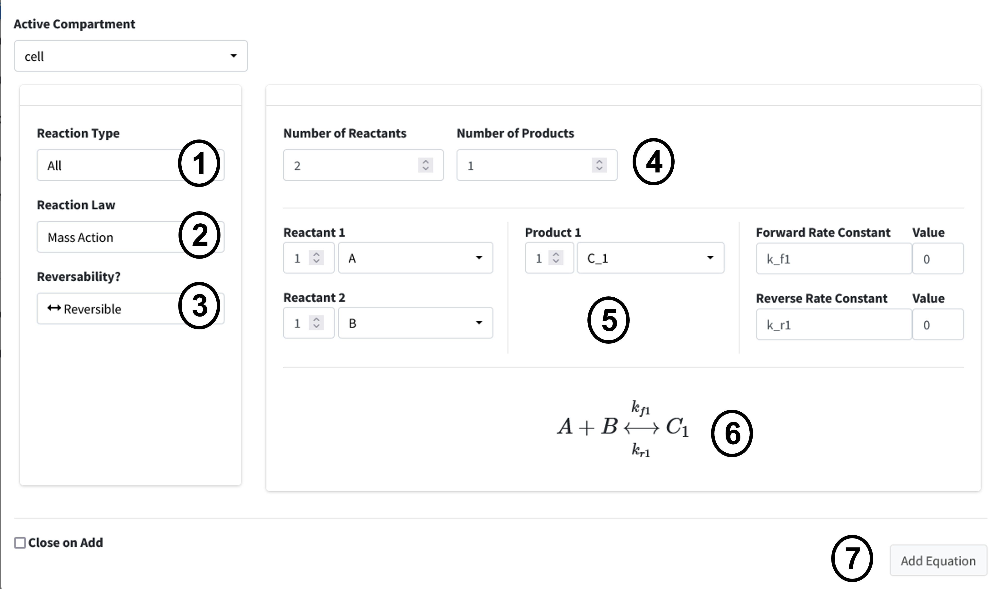 Active Compartment
cell
Reaction Type
All
1
Reaction Law
Mass Action
2
Reversability?
↔ Reversible
3
Number of Reactants Number of Products
2 1
4
Reactant 1 Product 1 Forward Rate Constant Value
1 A 1 C_1 k_f1 0
Reactant 2 Reverse Rate Constant Value
1 B 5 k_r1 0
k_{f1}
A + B ⟷ C_1 6
k_{r1}
Close on Add
7 Add Equation